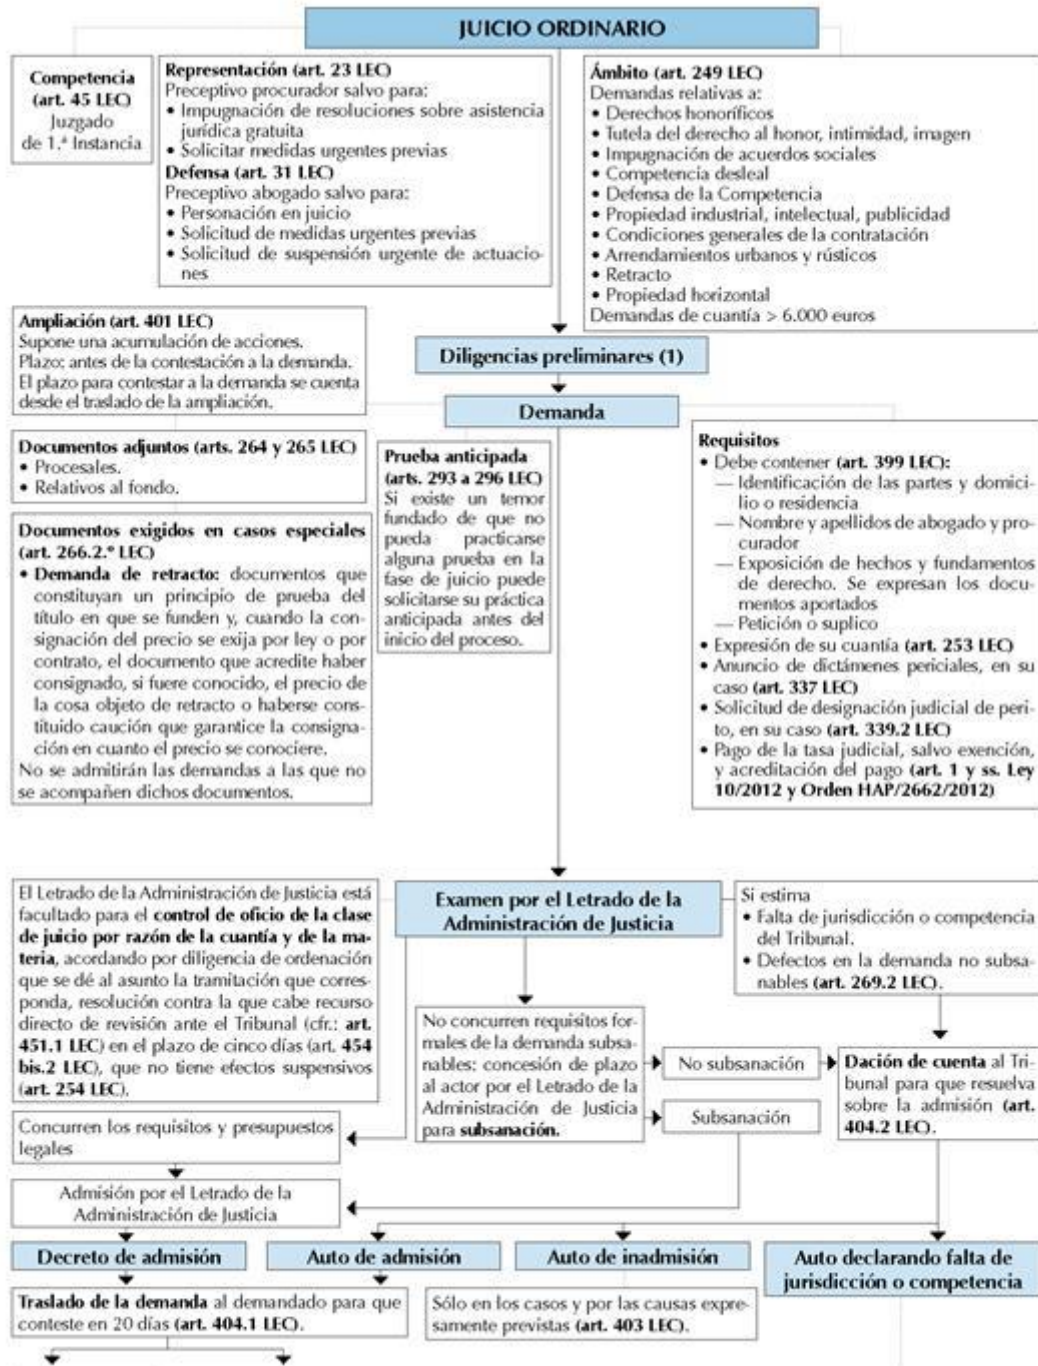 JUICIO ORDINARIO
Competencia
(art. 45 LEC)
Juzgado
de 1.ª Instancia
Representación (art. 23 LEC)
Preceptivo procurador salvo para:
• Impugnación de resoluciones sobre asistencia
jurídica gratuita
• Solicitar medidas urgentes previas
Defensa (art. 31 LEC)
Preceptivo abogado salvo para:
• Personación en juicio
• Solicitud de medidas urgentes previas
• Solicitud de suspensión urgente de actuacio-
nes
Ámbito (art. 249 LEC)
Demandas relativas a:
• Derechos honoríficos
• Tutela del derecho al honor, intimidad, imagen
• Impugnación de acuerdos sociales
• Competencia desleal
• Defensa de la Competencia
• Propiedad industrial, intelectual, publicidad
• Condiciones generales de la contratación
• Arrendamientos urbanos y rústicos
• Retracto
• Propiedad horizontal
Demandas de cuantía > 6.000 euros
Ampliación (art. 401 LEC)
Supone una acumulación de acciones.
Plazo: antes de la contestación a la demanda.
El plazo para contestar a la demanda se cuenta
desde el traslado de la ampliación.
Diligencias preliminares (1)
Demanda
Documentos adjuntos (arts. 264 y 265 LEC)
• Procesales.
• Relativos al fondo.
Documentos exigidos en casos especiales
(art. 266.2.º LEC)
• Demanda de retracto: documentos que
constituyan un principio de prueba del
título en que se funden y, cuando la con-
signación del precio se exija por ley o por
contrato, el documento que acredite haber
consignado, si fuere conocido, el precio de
la cosa objeto de retracto o haberse cons-
tituido caución que garantice la consigna-
ción en cuanto el precio se conociere.
No se admitirán las demandas a las que no
se acompañen dichos documentos.
Prueba anticipada
(arts. 293 a 296 LEC)
Si existe un temor
fundado de que no
pueda practicarse
alguna prueba en la
fase de juicio puede
solicitarse su práctica
anticipada antes del
inicio del proceso.
Requisitos
• Debe contener (art. 399 LEC):
— Identificación de las partes y domici-
lio o residencia
— Nombre y apellidos de abogado y pro-
curador
— Exposición de hechos y fundamentos
de derecho. Se expresan los docu-
mentos aportados
— Petición o suplico
• Expresión de su cuantía (art. 253 LEC)
• Anuncio de dictámenes periciales, en su
caso (art. 337 LEC)
• Solicitud de designación judicial de peri-
to, en su caso (art. 339.2 LEC)
• Pago de la tasa judicial, salvo exención,
y acreditación del pago (art. 1 y ss. Ley
10/2012 y Orden HAP/2662/2012)
El Letrado de la Administración de Justicia está
facultado para el control de oficio de la clase
de juicio por razón de la cuantía y de la ma-
teria, acordando por diligencia de ordenación
que se dé al asunto la tramitación que corres-
ponda, resolución contra la que cabe recurso
directo de revisión ante el Tribunal (cfr.: art.
451.1 LEC) en el plazo de cinco días (art. 454
bis.2 LEC), que no tiene efectos suspensivos
(art. 254 LEC).
Examen por el Letrado de la
Administración de Justicia
Si estima
• Falta de jurisdicción o competencia
del Tribunal.
• Defectos en la demanda no subsa-
nables (art. 269.2 LEC).
No concurren requisitos for-
males de la demanda subsa-
nables: concesión de plazo
al actor por el Letrado de la
Administración de Justicia
para subsanación.
No subsanación
Subsanación
Dación de cuenta al Tri-
bunal para que resuelva
sobre la admisión (art.
404.2 LEC).
Concurren los requisitos y presupuestos
legales
Admisión por el Letrado de la
Administración de Justicia
Decreto de admisión
Auto de admisión
Auto de inadmisión
Auto declarando falta de
jurisdicción o competencia
Traslado de la demanda al demandado para que
conteste en 20 días (art. 404.1 LEC).
Sólo en los casos y por las causas expre-
samente previstas (art. 403 LEC).